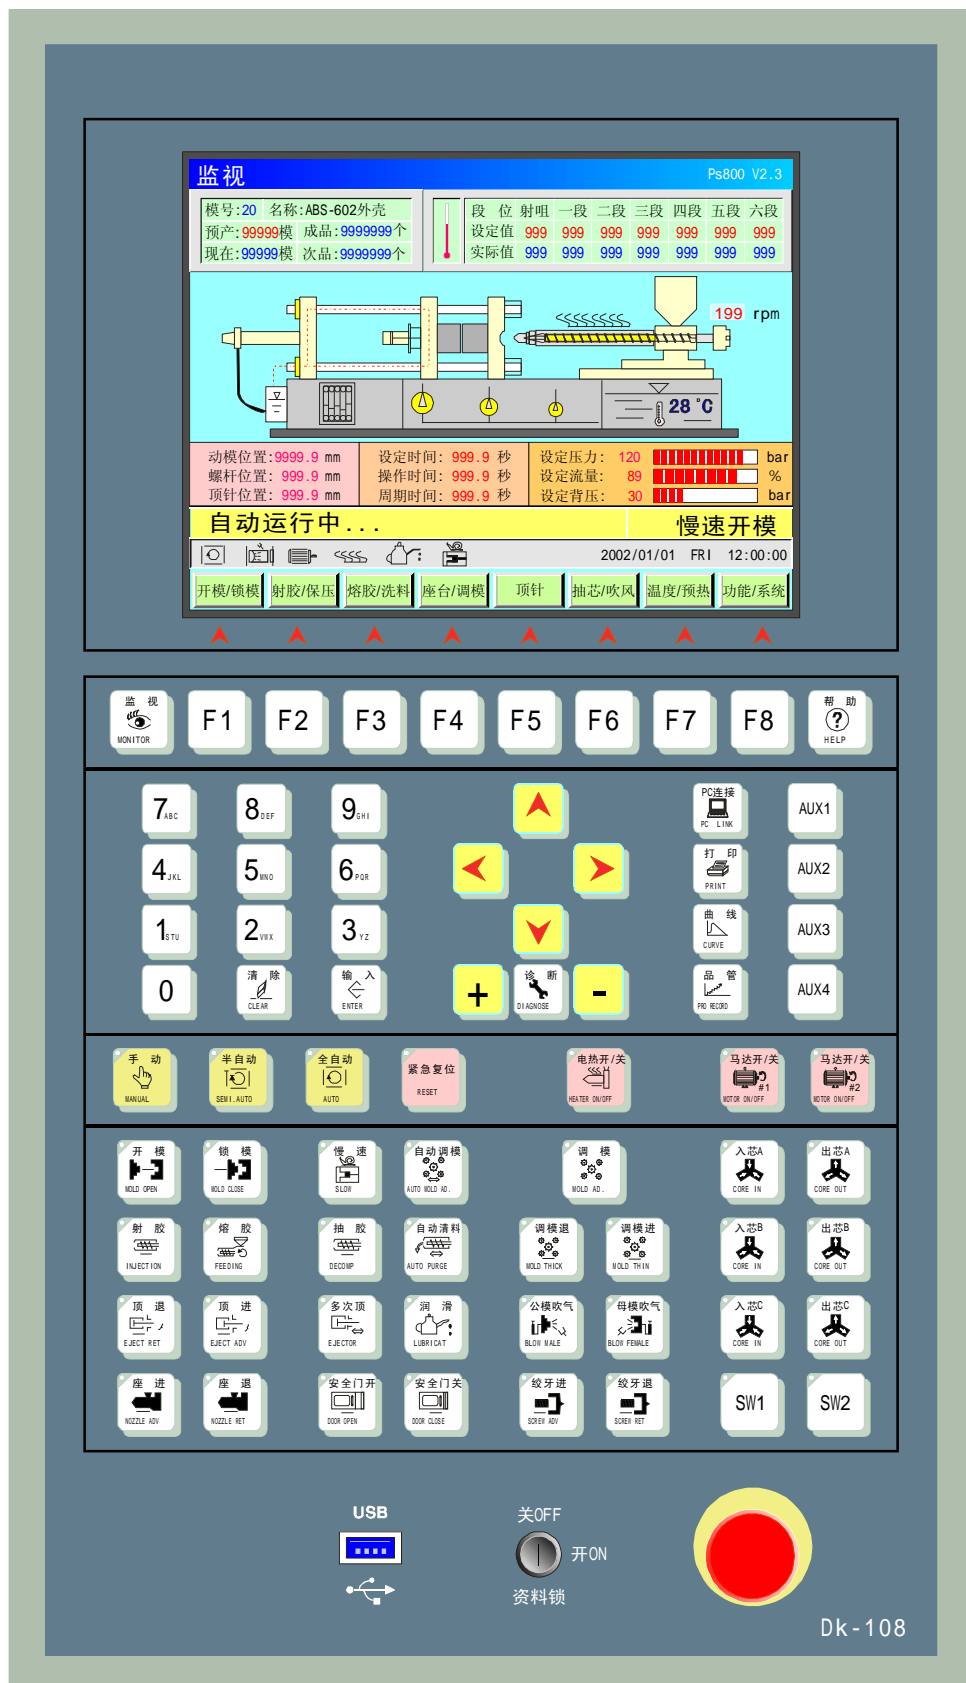 监视 Ps800 V2.3
模号:20 名称:ABS-602外壳
预产:99999模 成品:9999999个
现在:99999模 次品:9999999个
段 位 射咀 一段 二段 三段 四段 五段 六段
设定值 999 999 999 999 999 999 999
实际值 999 999 999 999 999 999 999
199 rpm
28 °C
动模位置:9999.9 mm 设定时间: 999.9 秒 设定压力: 120 bar
螺杆位置: 999.9 mm 操作时间: 999.9 秒 设定流量: 89 %
顶针位置: 999.9 mm 周期时间: 999.9 秒 设定背压: 30 bar
自动运行中... 慢速开模
2002/01/01 FRI 12:00:00
开模/锁模 射胶/保压 熔胶/洗料 座台/调模 顶针 抽芯/吹风 温度/预热 功能/系统
监 视 帮 助
F1 F2 F3 F4 F5 F6 F7 F8 ?
MONITOR HELP
7ABC 8DEF 9GHI PC连接 PC LINK AUX1
4JKL 5MNO 6PQR 打 印 PRINT AUX2
1STU 2VWX 3YZ 曲 线 CURVE AUX3
0 清 除 CLEAR 输 入 ENTER + 诊 断 DIAGNOSE - 品 管 PRO RECORD AUX4
手 动 半自动 全自动 紧急复位 电热开/关 马达开/关 马达开/关
#1 #2
MANUAL SEMI.AUTO AUTO RESET HEATER ON/OFF MOTOR ON/OFF MOTOR ON/OFF
开 模 锁 模 慢 速 自动调模 调 模 入芯A 出芯A
MOLD OPEN MOLD CLOSE SLOW AUTO MOLD AD. MOLD AD. CORE IN CORE OUT
射 胶 熔 胶 抽 胶 自动清料 调模退 调模进 入芯B 出芯B
INJECTION FEEDING DECOMP AUTO PURGE MOLD THICK MOLD THIN CORE IN CORE OUT
顶 退 顶 进 多次顶 润 滑 公模吹气 母模吹气 入芯C 出芯C
EJECT RET EJECT ADV EJECTOR LUBRICAT BLOW MALE BLOW FEMALE CORE IN CORE OUT
座 进 座 退 安全门开 安全门关 绞牙进 绞牙退 SW1 SW2
NOZZLE ADV NOZZLE RET DOOR OPEN DOOR CLOSE SCREW ADV SCREW RET
USB 关OFF
开ON
资料锁
Dk-108